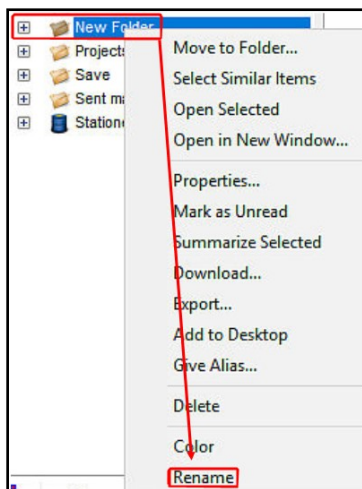 New Folder
Projects
Save
Sent ma
Station
Move to Folder...
Select Similar Items
Open Selected
Open in New Window...
Properties...
Mark as Unread
Summarize Selected
Download...
Export...
Add to Desktop
Give Alias...
Delete
Color
Rename